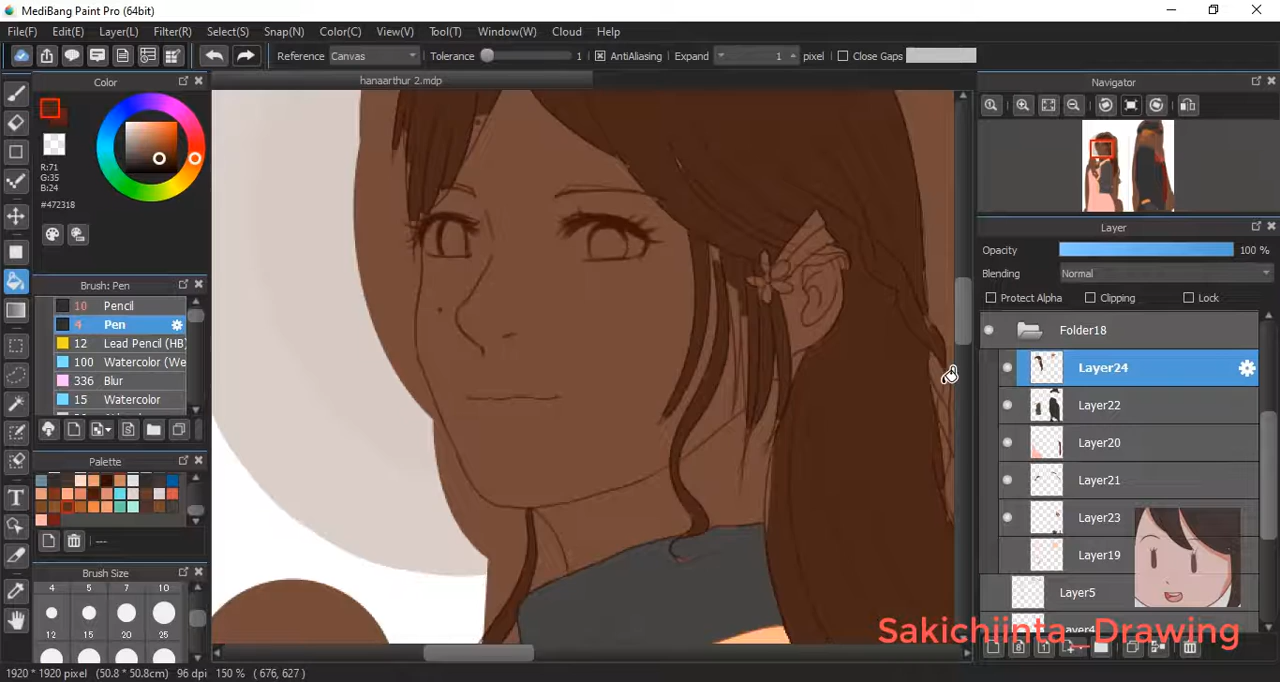 MediBang Paint Pro (64bit)
File(F) Edit(E) Layer(L) Filter(R) Select(S) Snap(N) Color(C) View(V) Tool(T) Window(W) Cloud Help
Reference Canvas Tolerance 1 AntiAliasing Expand 1 pixel Close Gaps
Color
hanaarthur 2.mdp
Navigator
R:71
G:35
B:24
#472318
Layer
Opacity 100 %
Blending Normal
Protect Alpha Clipping Lock
Brush: Pen
10 Pencil
4 Pen
12 Lead Pencil (HB)
100 Watercolor (We
336 Blur
15 Watercolor
Folder18
Layer24
Layer22
Layer20
Layer21
Layer23
Layer19
Layer5
Palette
---
Brush Size
4 5 7 10
12 15 20 25
Sakichiinta_Drawing
1920 * 1920 pixel (50.8 * 50.8cm) 96 dpi 150 % ( 676, 627 )